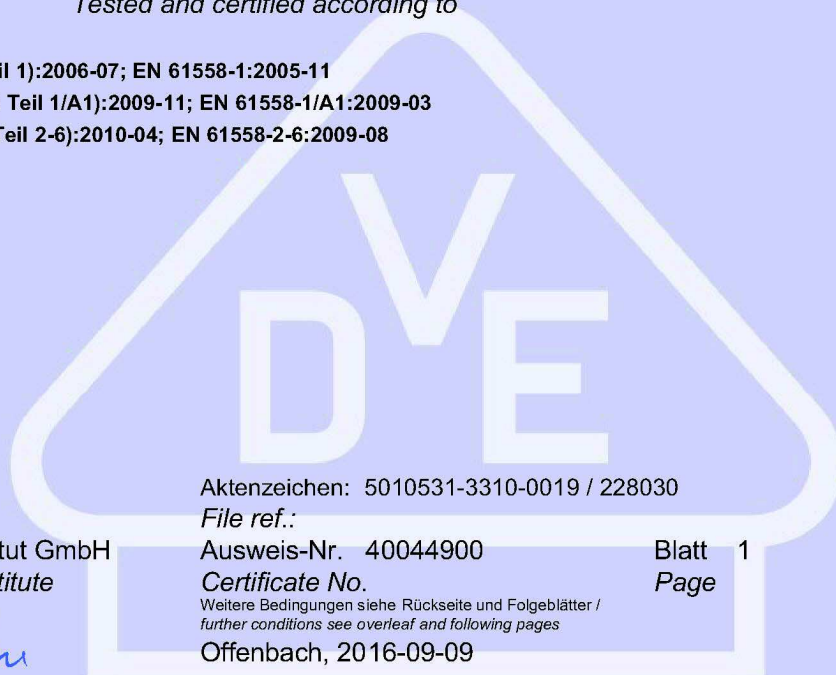 Tested and certified according to
il 1):2006-07; EN 61558-1:2005-11
Teil 1/A1):2009-11; EN 61558-1/A1:2009-03
Teil 2-6):2010-04; EN 61558-2-6:2009-08
VDE
Aktenzeichen: 5010531-3310-0019 / 228030
File ref.:
tut GmbH Ausweis-Nr. 40044900 Blatt 1
titute Certificate No. Page
Weitere Bedingungen siehe Rückseite und Folgeblätter /
further conditions see overleaf and following pages
Offenbach, 2016-09-09